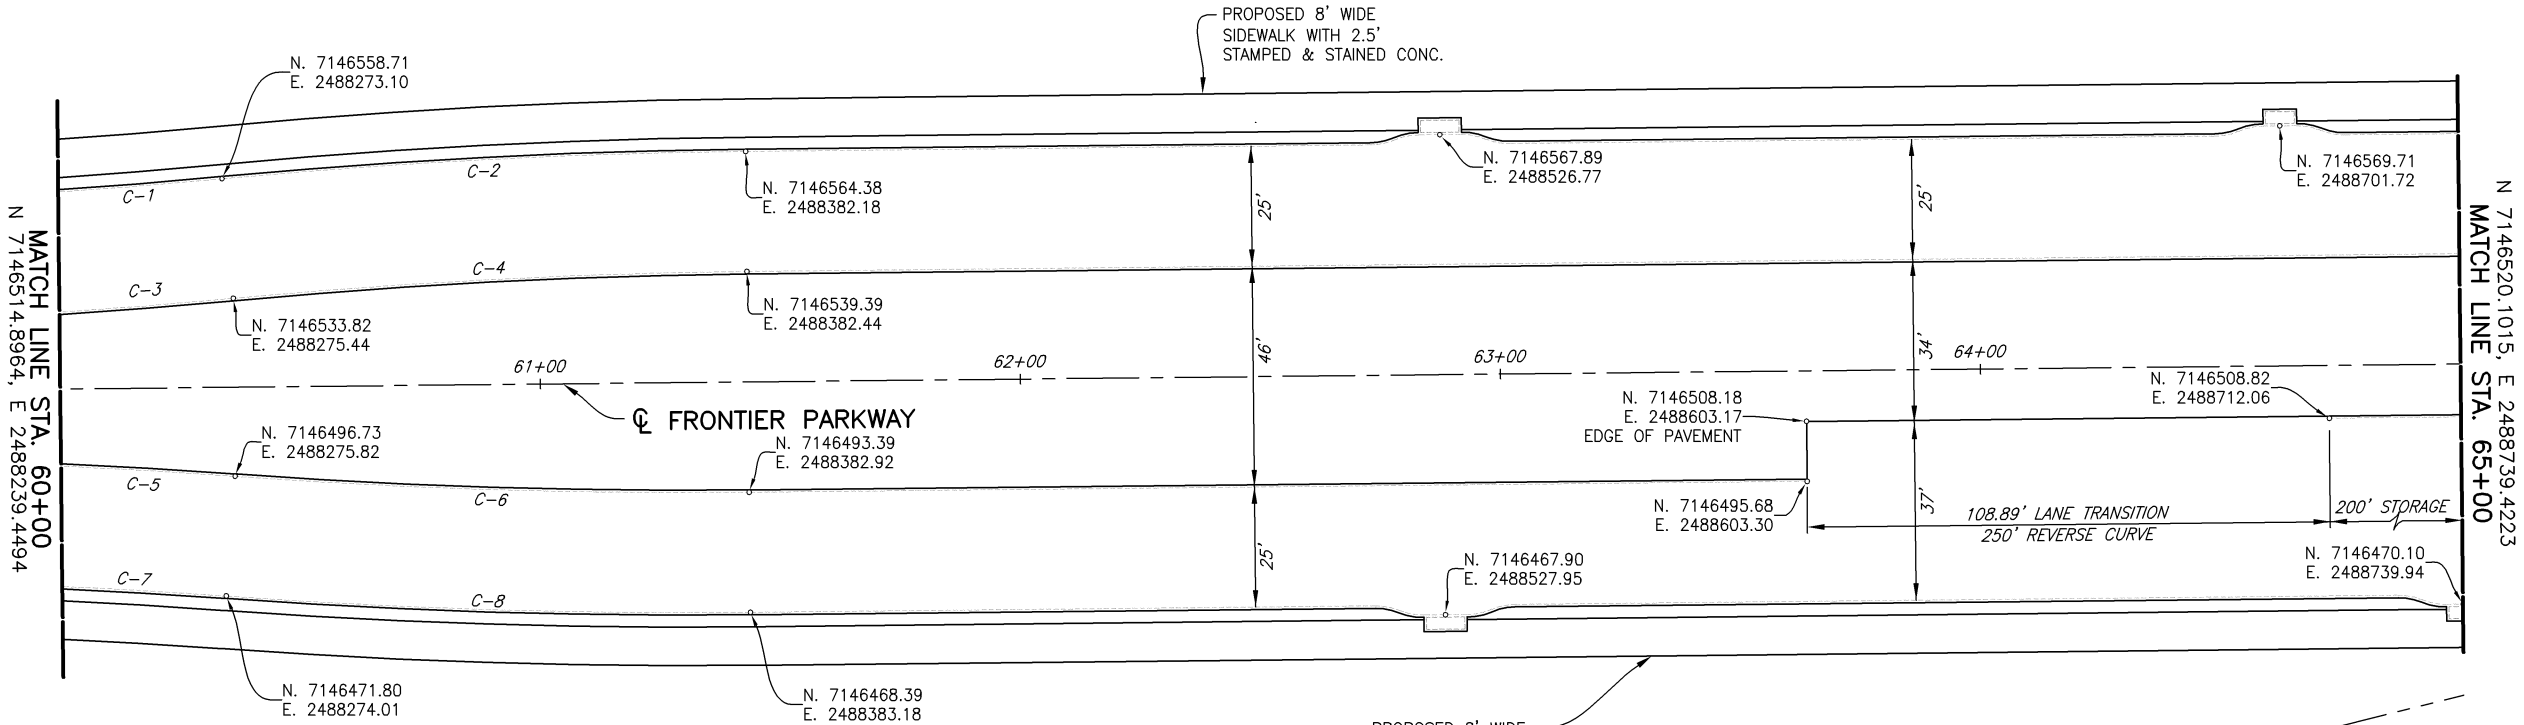 PROPOSED 8' WIDE
SIDEWALK WITH 2.5'
STAMPED & STAINED CONC.
N. 7146558.71
E. 2488273.10
C-1
C-2
N. 7146564.38
E. 2488382.18
25'
N. 7146567.89
E. 2488526.77
25'
N. 7146569.71
E. 2488701.72
N 7146514.8964, E 2488239.4494
MATCH LINE STA. 60+00
MATCH LINE STA. 65+00
N 7146520.1015, E 2488739.4223
C-3
C-4
N. 7146533.82
E. 2488275.44
N. 7146539.39
E. 2488382.44
46'
34'
61+00
62+00
63+00
64+00
℄ FRONTIER PARKWAY
N. 7146508.18
E. 2488603.17
EDGE OF PAVEMENT
N. 7146508.82
E. 2488712.06
N. 7146496.73
E. 2488275.82
N. 7146493.39
E. 2488382.92
C-5
C-6
N. 7146495.68
E. 2488603.30
37'
108.89' LANE TRANSITION
250' REVERSE CURVE
200' STORAGE
25'
C-7
C-8
N. 7146467.90
E. 2488527.95
N. 7146470.10
E. 2488739.94
N. 7146471.80
E. 2488274.01
N. 7146468.39
E. 2488383.18
PROPOSED 8' WIDE